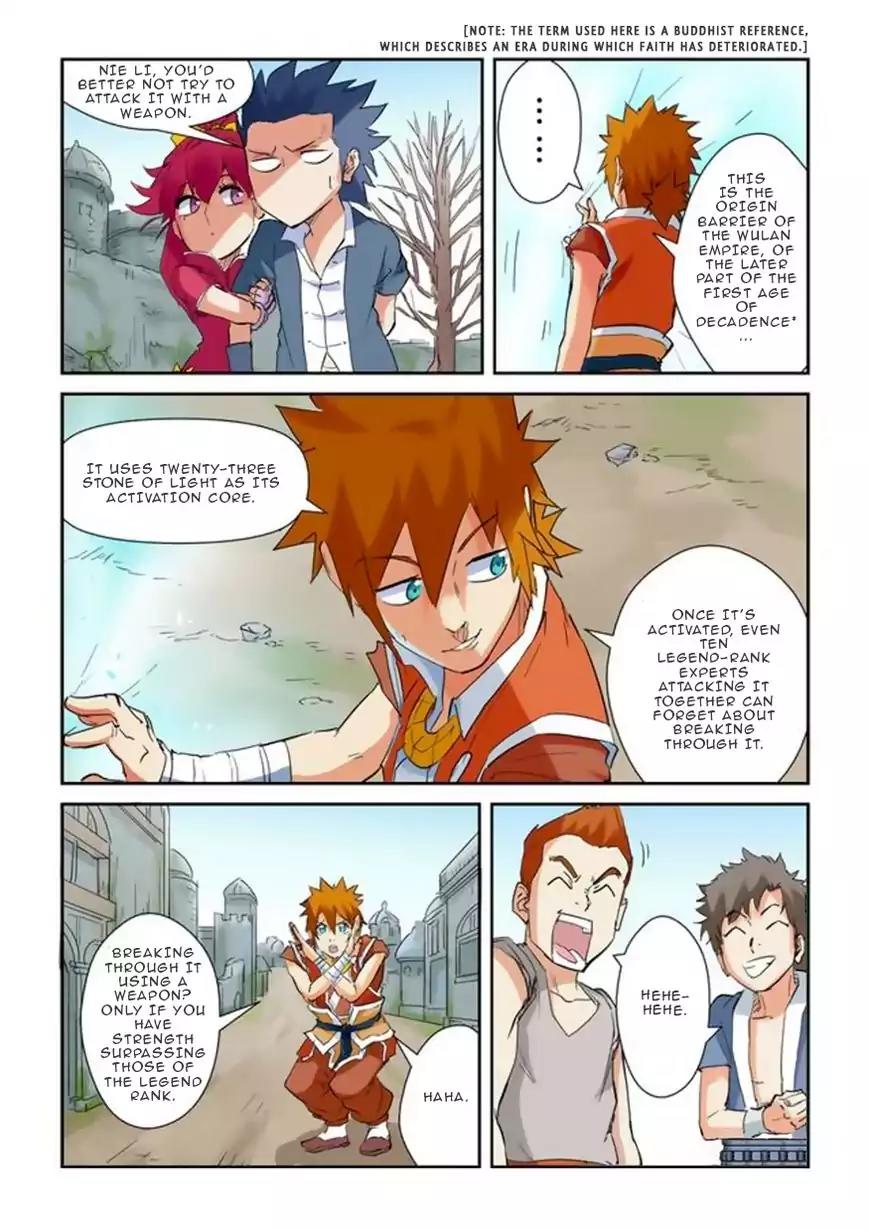 [NOTE: THE TERM USED HERE IS A BUDDHIST REFERENCE,
WHICH DESCRIBES AN ERA DURING WHICH FAITH HAS DETERIORATED.]
NIE LI, YOU'D
BETTER NOT TRY TO
ATTACK IT WITH A
WEAPON.
... ...
THIS
IS THE
ORIGIN
BARRIER OF
THE WULAN
EMPIRE, OF
THE LATER
PART OF THE
FIRST AGE
OF
DECADENCE*
...
IT USES TWENTY-THREE
STONE OF LIGHT AS ITS
ACTIVATION CORE.
ONCE IT'S
ACTIVATED, EVEN
TEN
LEGEND-RANK
EXPERTS
ATTACKING IT
TOGETHER CAN
FORGET ABOUT
BREAKING
THROUGH IT.
BREAKING
THROUGH IT
USING A
WEAPON?
ONLY IF YOU
HAVE
STRENGTH
SURPASSING
THOSE OF
THE LEGEND
RANK.
HAHA.
HEHE-
HEHE.